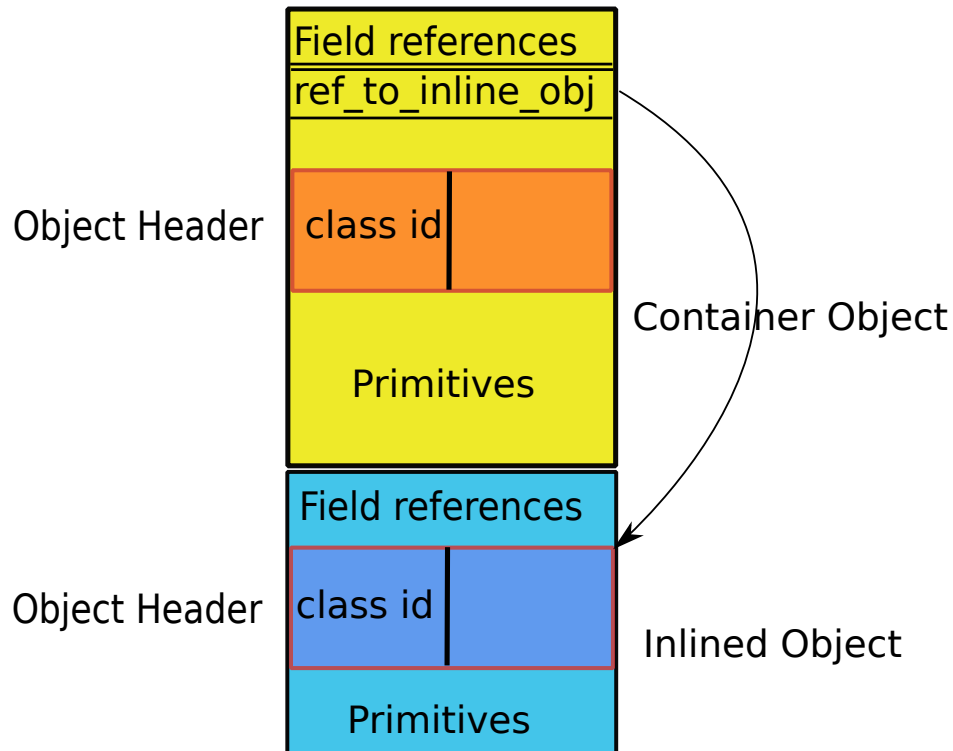 Field references
ref_to_inline_obj
Object Header
class id
Container Object
Primitives
Field references
Object Header
class id
Inlined Object
Primitives